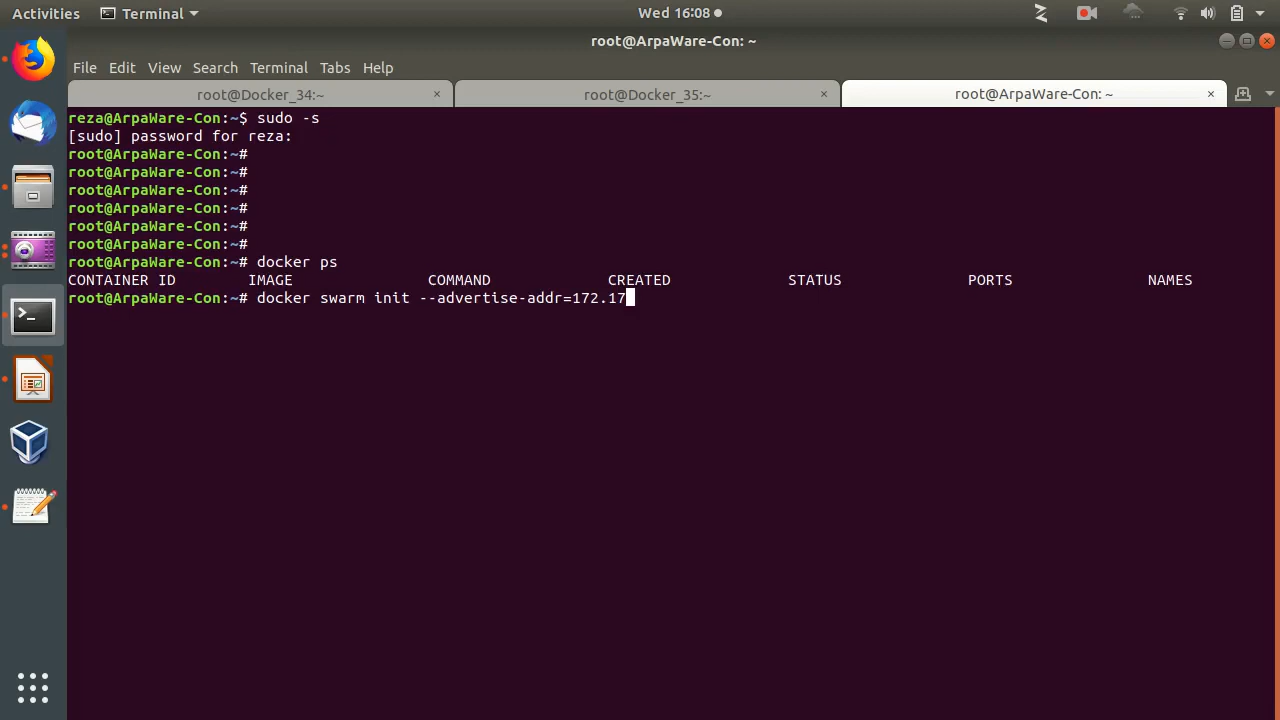 Activities Terminal Wed 16:08
root@ArpaWare-Con: ~
File Edit View Search Terminal Tabs Help
root@Docker_34:~ × root@Docker_35:~ × root@ArpaWare-Con: ~ ×
reza@ArpaWare-Con:~$ sudo -s
[sudo] password for reza:
root@ArpaWare-Con:~#
root@ArpaWare-Con:~#
root@ArpaWare-Con:~#
root@ArpaWare-Con:~#
root@ArpaWare-Con:~#
root@ArpaWare-Con:~#
root@ArpaWare-Con:~# docker ps
CONTAINER ID IMAGE COMMAND CREATED STATUS PORTS NAMES
root@ArpaWare-Con:~# docker swarm init --advertise-addr=172.17